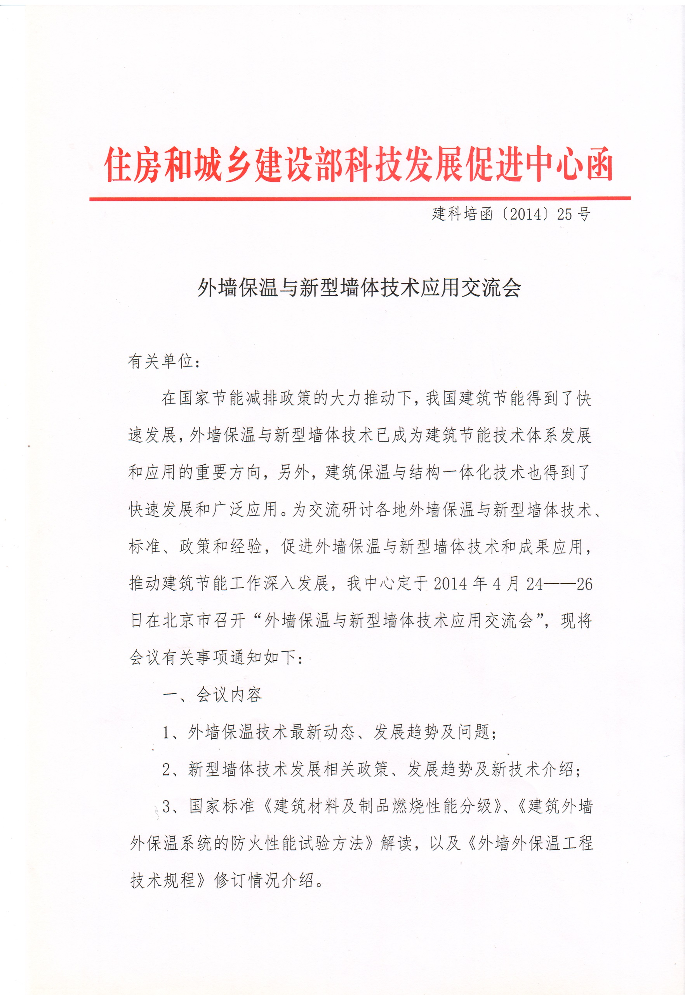 住房和城乡建设部科技发展促进中心函
建科培函〔2014〕25号
外墙保温与新型墙体技术应用交流会
有关单位：
在国家节能减排政策的大力推动下，我国建筑节能得到了快
速发展，外墙保温与新型墙体技术已成为建筑节能技术体系发展
和应用的重要方向，另外，建筑保温与结构一体化技术也得到了
快速发展和广泛应用。为交流研讨各地外墙保温与新型墙体技术、
标准、政策和经验，促进外墙保温与新型墙体技术和成果应用，
推动建筑节能工作深入发展，我中心定于2014年4月24——26
日在北京市召开“外墙保温与新型墙体技术应用交流会”，现将
会议有关事项通知如下：
一、会议内容
1、外墙保温技术最新动态、发展趋势及问题；
2、新型墙体技术发展相关政策、发展趋势及新技术介绍；
3、国家标准《建筑材料及制品燃烧性能分级》、《建筑外墙
外保温系统的防火性能试验方法》解读，以及《外墙外保温工程
技术规程》修订情况介绍。